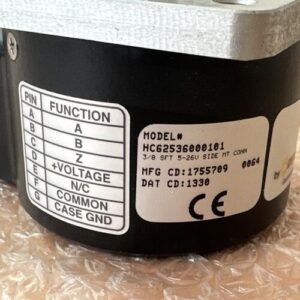 PIN FUNCTION
A A
B B
C Z
D +VOLTAGE
E N/C
F COMMON
G CASE GND
MODEL#
HC62536000101
3/8 SFT 5-26V SIDE MT CONN
MFG CD:1755709 0064
DAT CD:1330
CE